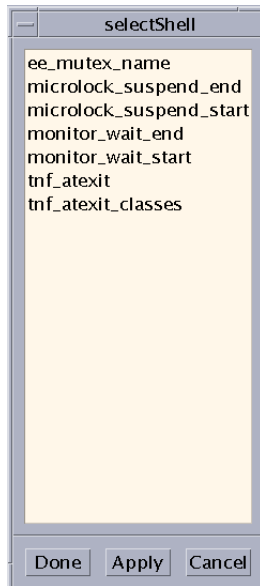 selectShell
ee_mutex_name
microlock_suspend_end
microlock_suspend_start
monitor_wait_end
monitor_wait_start
tnf_atexit
tnf_atexit_classes
Done Apply Cancel